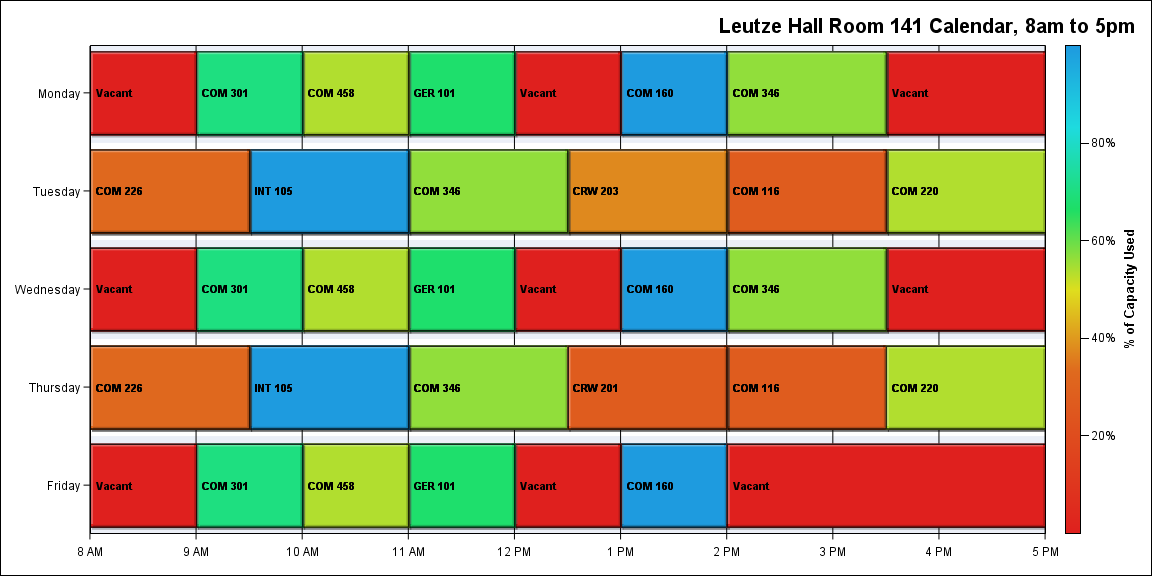 Leutze Hall Room 141 Calendar, 8am to 5pm
Monday
Vacant
COM 301
COM 458
GER 101
Vacant
COM 160
COM 346
Vacant
Tuesday
COM 226
INT 105
COM 346
CRW 203
COM 116
COM 220
Wednesday
Vacant
COM 301
COM 458
GER 101
Vacant
COM 160
COM 346
Vacant
Thursday
COM 226
INT 105
COM 346
CRW 201
COM 116
COM 220
Friday
Vacant
COM 301
COM 458
GER 101
Vacant
COM 160
Vacant
8 AM
9 AM
10 AM
11 AM
12 PM
1 PM
2 PM
3 PM
4 PM
5 PM
80%
60%
40%
20%
% of Capacity Used